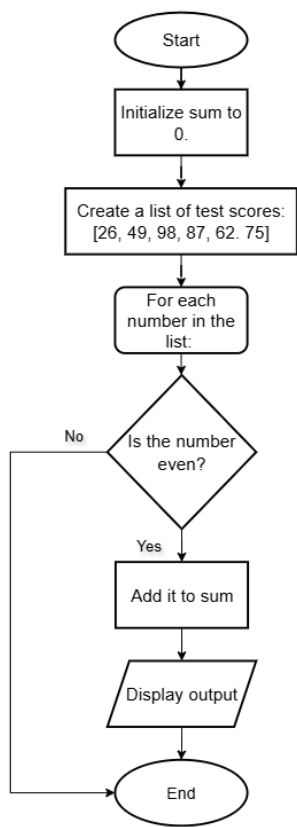 Start
Initialize sum to
0.
Create a list of test scores:
[26, 49, 98, 87, 62. 75]
For each
number in the
list:
No
Is the number
even?
Yes
Add it to sum
Display output
End